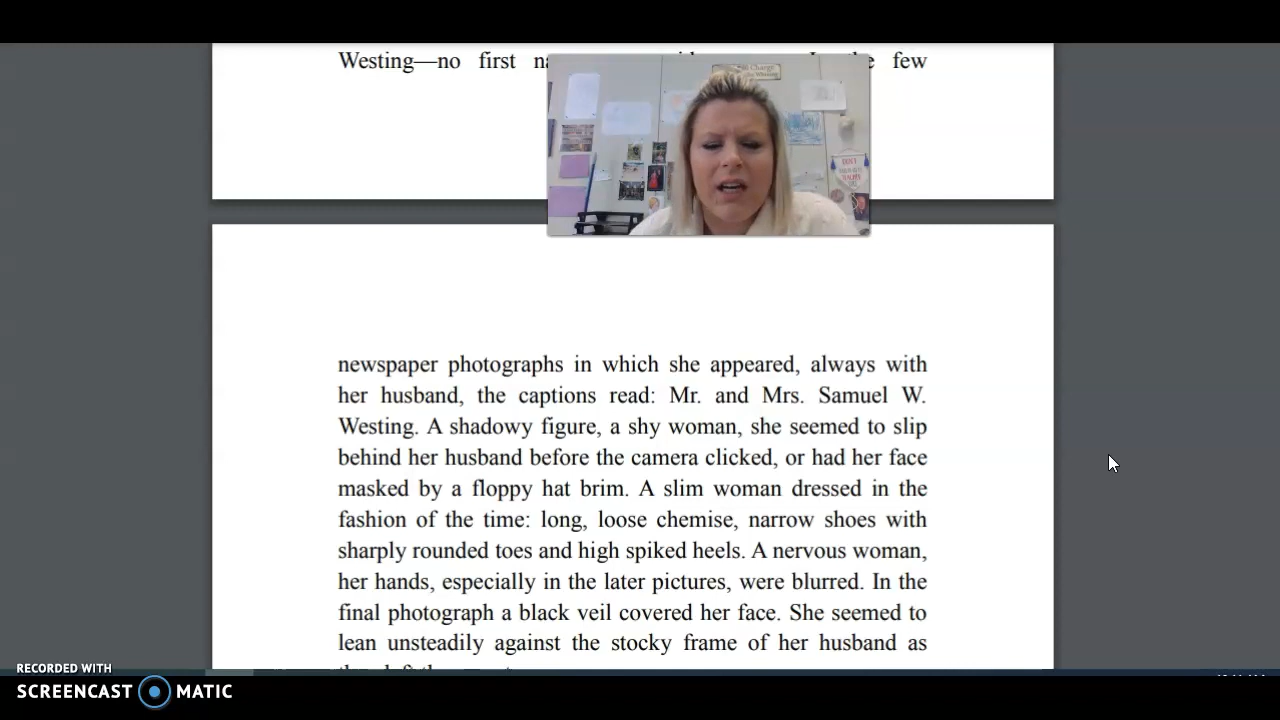 Westing—no first
few
newspaper photographs in which she appeared, always with
her husband, the captions read: Mr. and Mrs. Samuel W.
Westing. A shadowy figure, a shy woman, she seemed to slip
behind her husband before the camera clicked, or had her face
masked by a floppy hat brim. A slim woman dressed in the
fashion of the time: long, loose chemise, narrow shoes with
sharply rounded toes and high spiked heels. A nervous woman,
her hands, especially in the later pictures, were blurred. In the
final photograph a black veil covered her face. She seemed to
lean unsteadily against the stocky frame of her husband as
RECORDED WITH
SCREENCAST MATIC